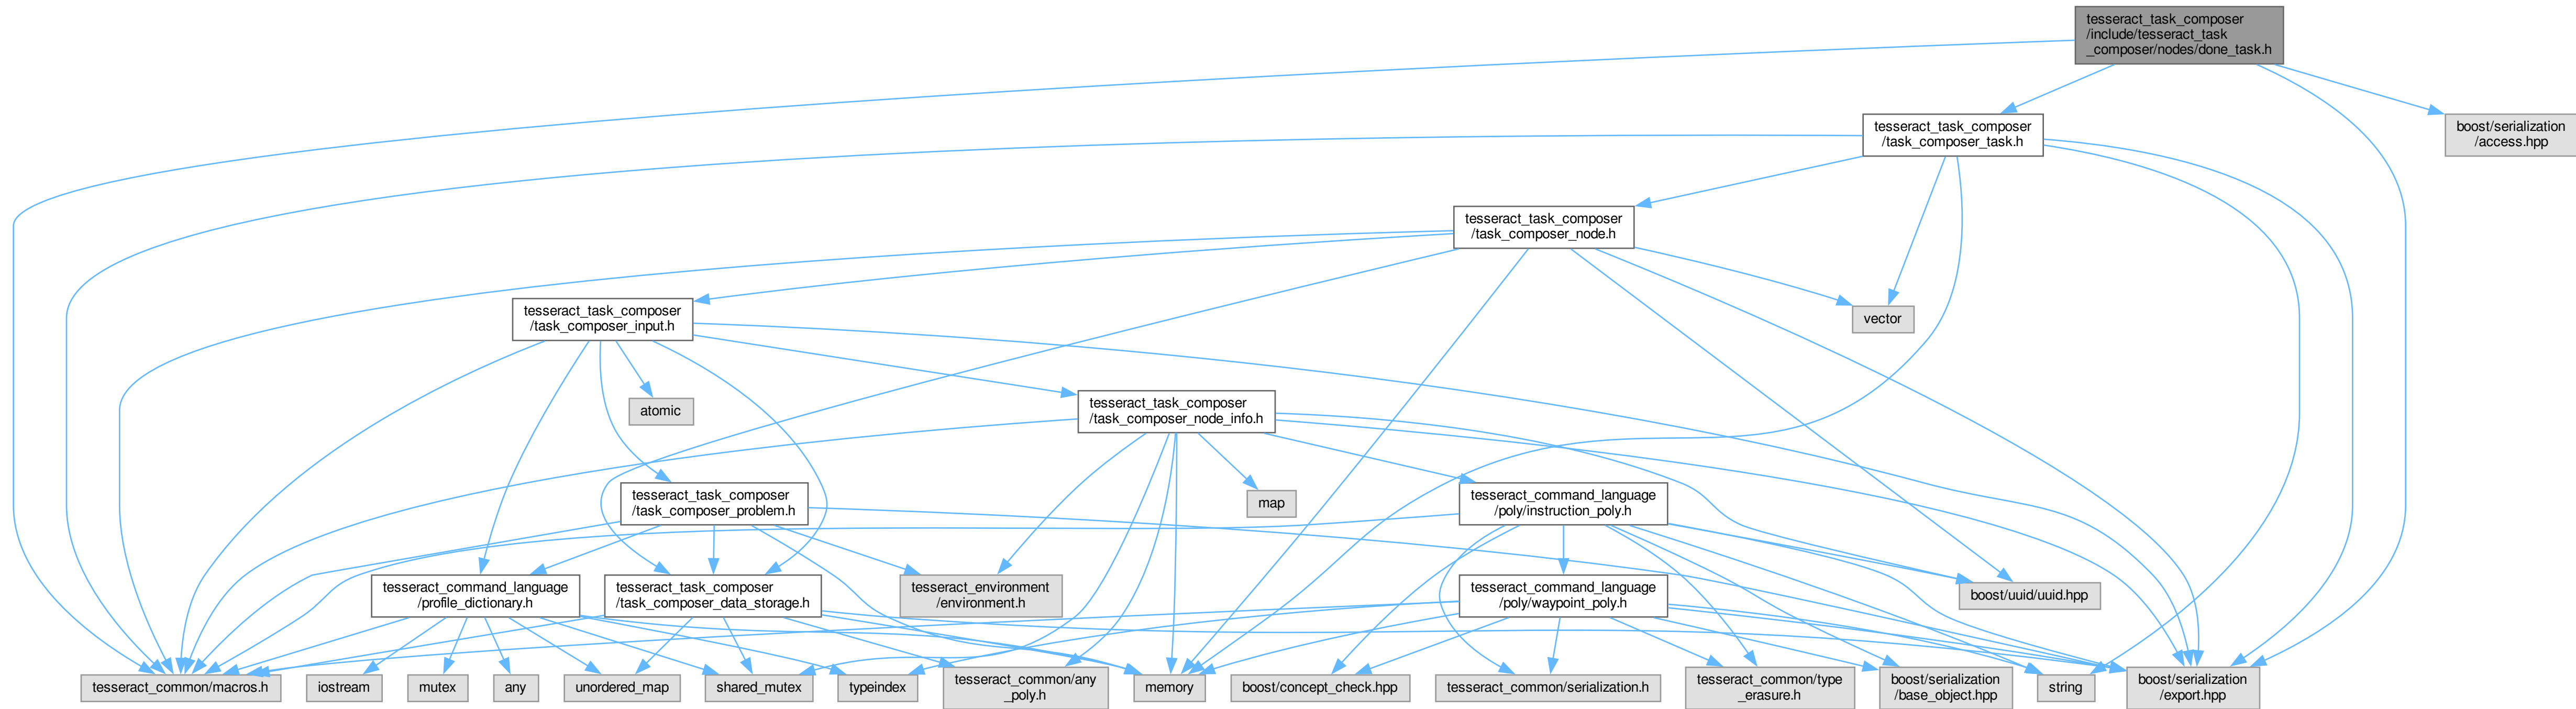 tesseract_task_composer
/include/tesseract_task
_composer/nodes/done_task.h
tesseract_task_composer
/task_composer_task.h
boost/serialization
/access.hpp
tesseract_task_composer
/task_composer_node.h
tesseract_task_composer
/task_composer_input.h
vector
atomic
tesseract_task_composer
/task_composer_node_info.h
tesseract_task_composer
/task_composer_problem.h
map
tesseract_command_language
/poly/instruction_poly.h
tesseract_command_language
/profile_dictionary.h
tesseract_task_composer
/task_composer_data_storage.h
tesseract_environment
/environment.h
tesseract_command_language
/poly/waypoint_poly.h
boost/uuid/uuid.hpp
tesseract_common/macros.h
iostream
mutex
any
unordered_map
shared_mutex
typeindex
tesseract_common/any
_poly.h
memory
boost/concept_check.hpp
tesseract_common/serialization.h
tesseract_common/type
_erasure.h
boost/serialization
/base_object.hpp
string
boost/serialization
/export.hpp